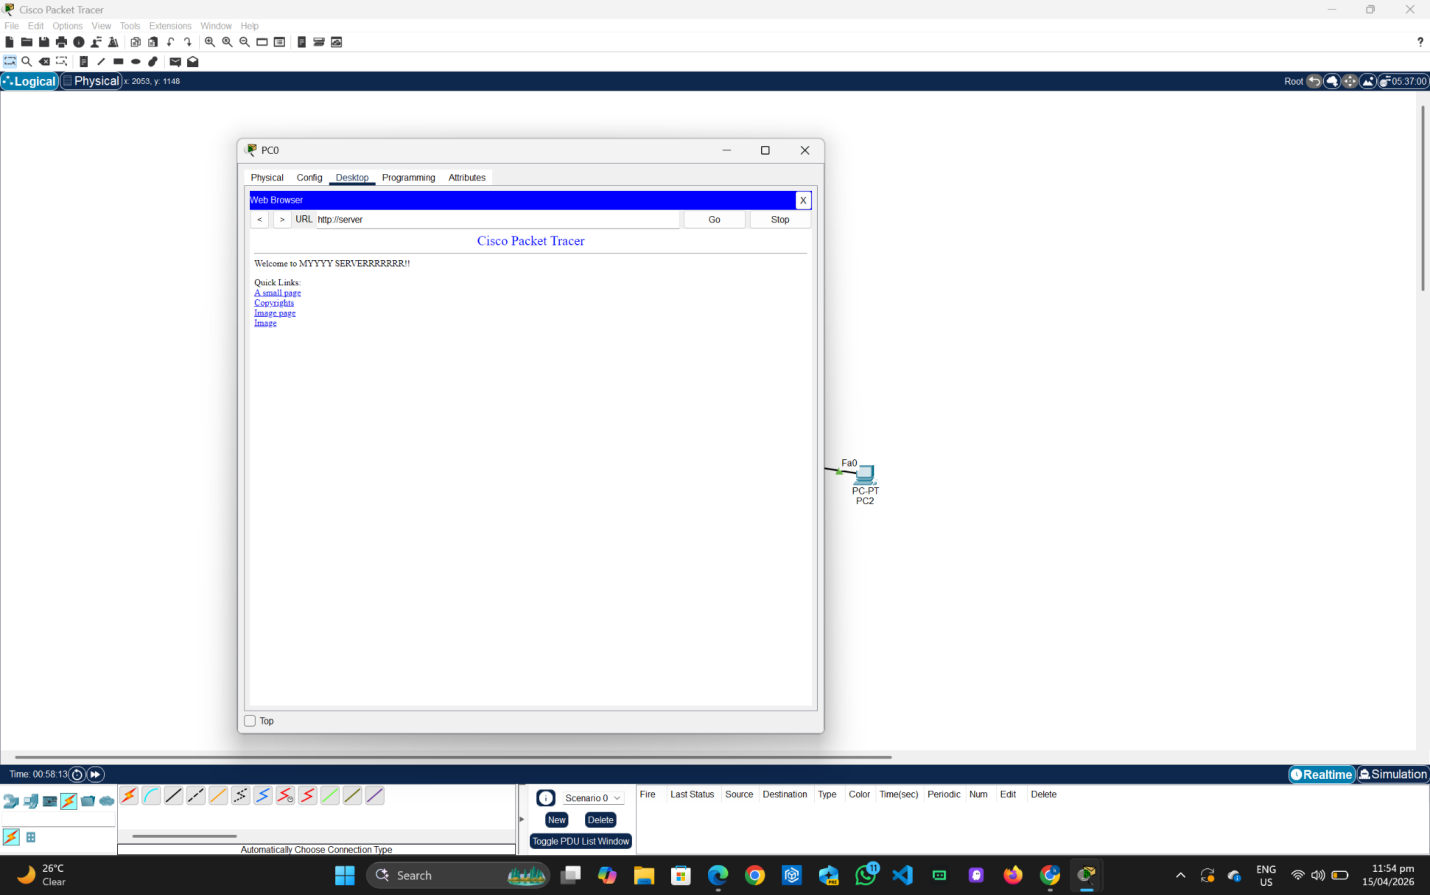 Cisco Packet Tracer
File Edit Options View Tools Extensions Window Help
?
Logical Physical x: 2053, y: 1148 Root 05:37:00
PC0
Physical Config Desktop Programming Attributes
Web Browser X
< > URL http://server Go Stop
Cisco Packet Tracer
Welcome to MYYYY SERVERRRRRRR!!
Quick Links:
A small page
Copyrights
Image page
Image
Fa0
PC-PT
PC2
Top
Time: 00:58:13 Realtime Simulation
Scenario 0
New Delete
Toggle PDU List Window
Fire Last Status Source Destination Type Color Time(sec) Periodic Num Edit Delete
Automatically Choose Connection Type
26°C
Clear
Search
PRE
11
ENG
US
11:54 pm
15/04/2026